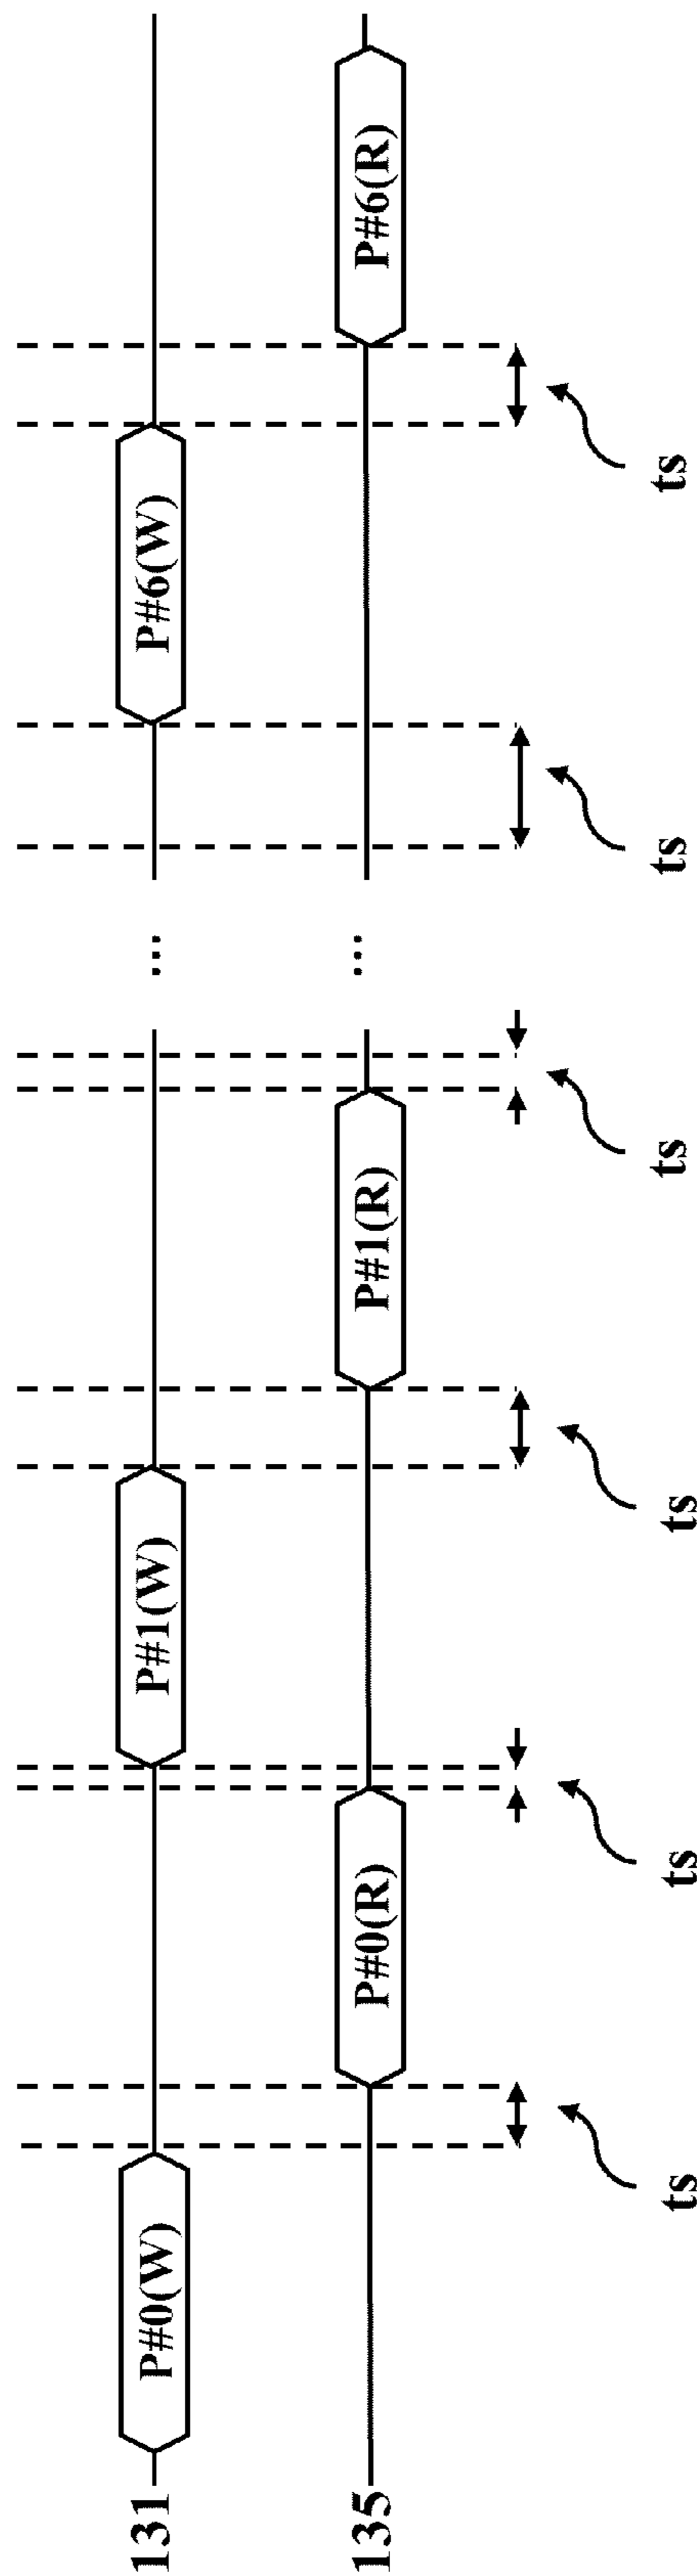 131 P#0(W) P#1(W) ... P#6(W)
135 P#0(R) P#1(R) ... P#6(R)
ts ts ts ts ts ts